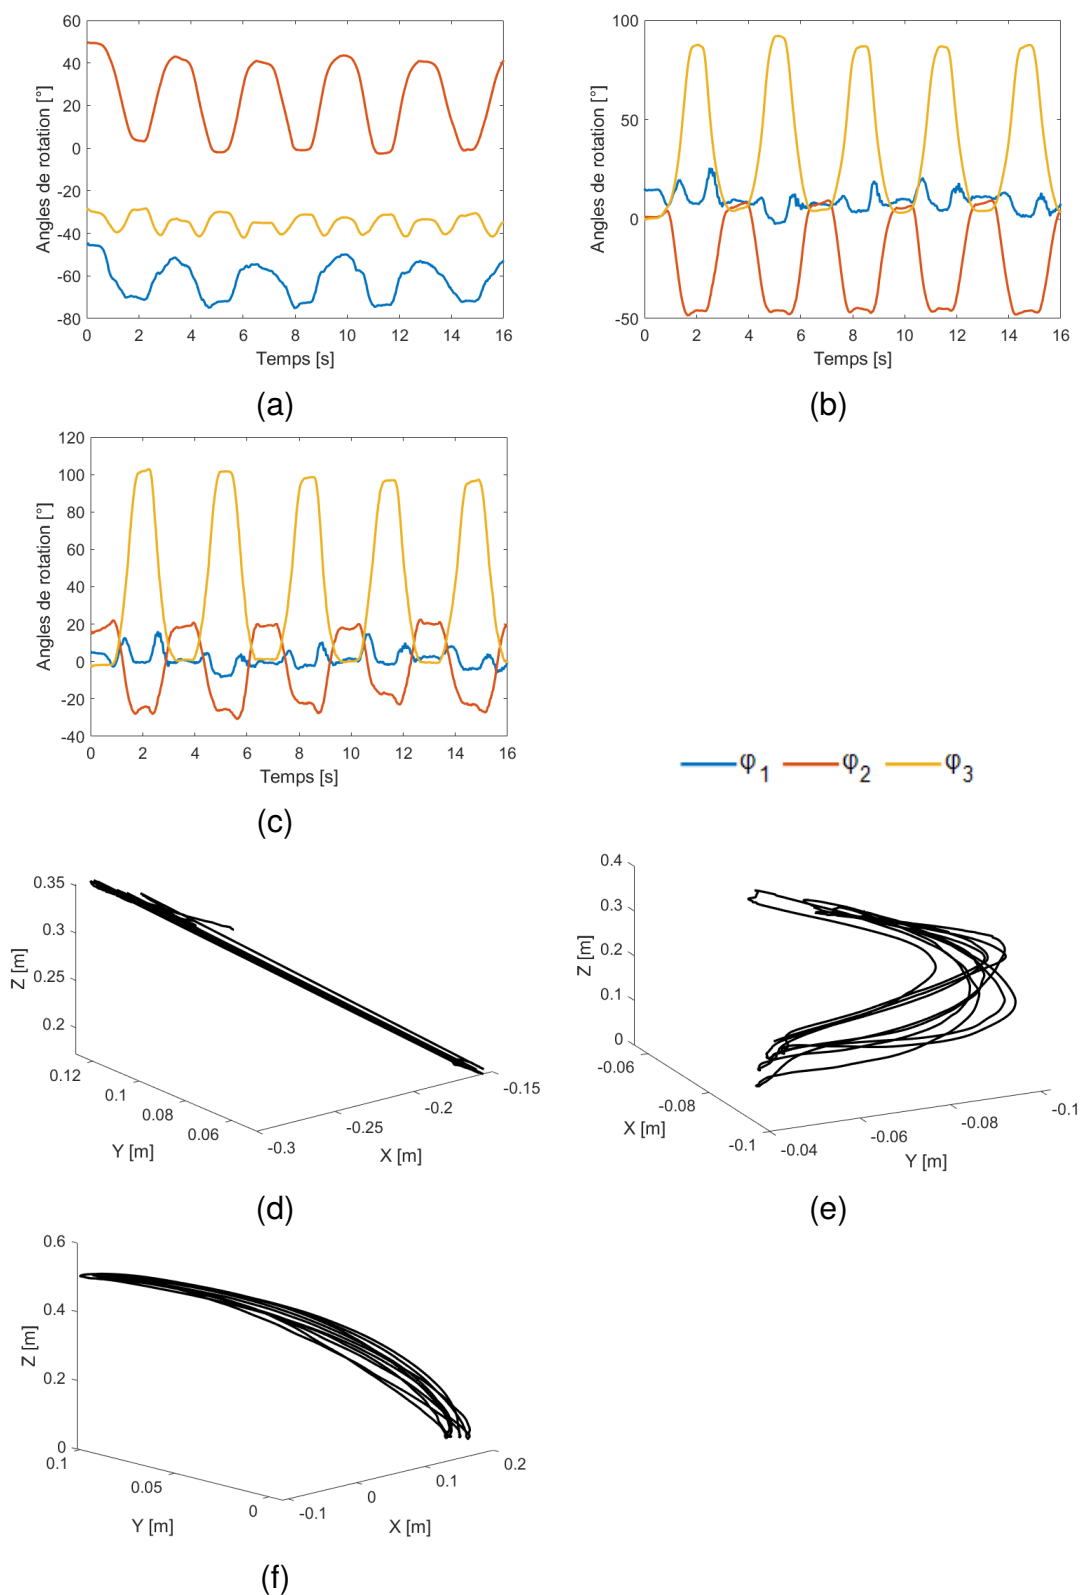 60
40
20
0
-20
-40
-60
-80
Angles de rotation [°]
0 2 4 6 8 10 12 14 16
Temps [s]
(a)
100
50
0
-50
Angles de rotation [°]
0 2 4 6 8 10 12 14 16
Temps [s]
(b)
120
100
80
60
40
20
0
-20
-40
Angles de rotation [°]
0 2 4 6 8 10 12 14 16
Temps [s]
(c)
φ1 φ2 φ3
0.35
0.3
0.25
0.2
Z [m]
0.12
0.1
0.08
0.06
Y [m]
-0.3
-0.25
-0.2
-0.15
X [m]
(d)
0.4
0.3
0.2
0.1
0
Z [m]
-0.06
-0.08
-0.1
X [m]
-0.04
-0.06
-0.08
-0.1
Y [m]
(e)
0.6
0.4
0.2
0
Z [m]
0.1
0.05
0
Y [m]
-0.1
0
0.1
0.2
X [m]
(f)